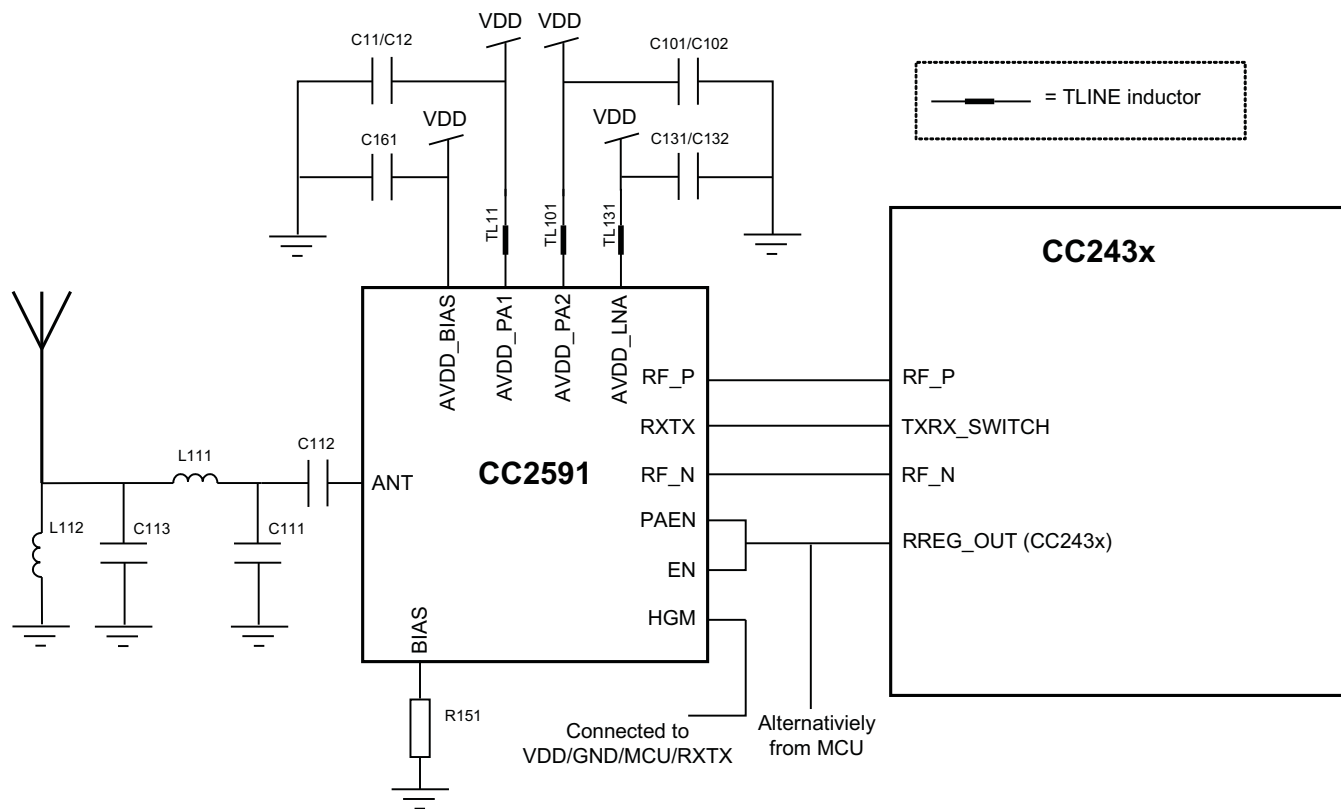 VDD
VDD
C11/C12
C101/C102
= TLINE inductor
VDD
VDD
C161
C131/C132
TL11
TL101
TL131
CC243x
AVDD_BIAS
AVDD_PA1
AVDD_PA2
AVDD_LNA
RF_P
RF_P
RXTX
TXRX_SWITCH
C112
L111
CC2591
ANT
RF_N
RF_N
L112
C113
C111
PAEN
RREG_OUT (CC243x)
EN
BIAS
HGM
R151
Connected to
VDD/GND/MCU/RXTX
Alternativiely
from MCU